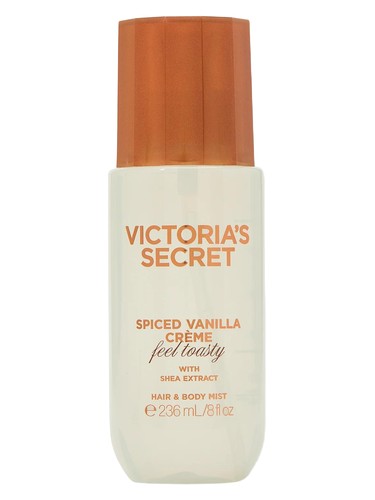 VICTORIA'S
SECRET
SPICED VANILLA
CRÈME
feel toasty
WITH
SHEA EXTRACT
HAIR & BODY MIST
e 236 mL/8 fl oz